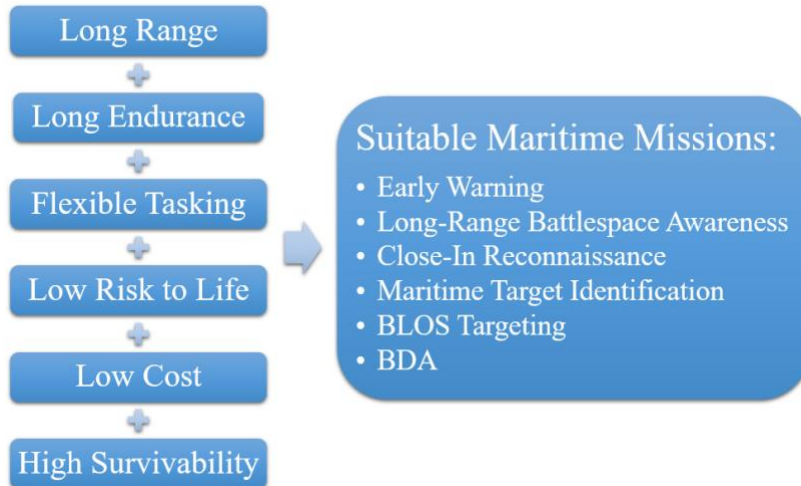 Long Range
Long Endurance
Flexible Tasking
Low Risk to Life
Low Cost
High Survivability
Suitable Maritime Missions:
• Early Warning
• Long-Range Battlespace Awareness
• Close-In Reconnaissance
• Maritime Target Identification
• BLOS Targeting
• BDA